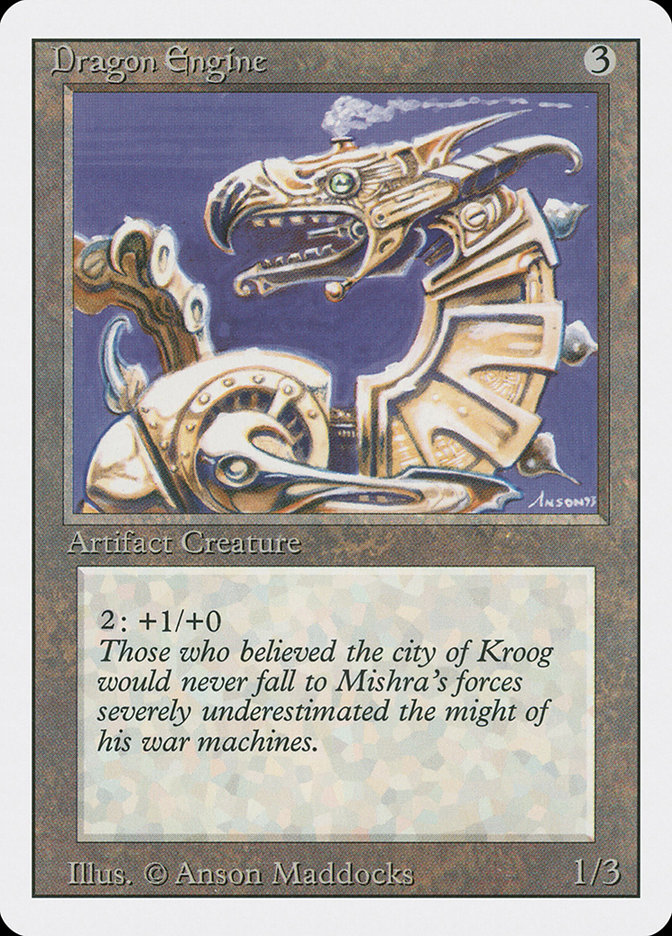 Dragon Engine 3
ANSON93
Artifact Creature
2: +1/+0
Those who believed the city of Kroog
would never fall to Mishra's forces
severely underestimated the might of
his war machines.
Illus. © Anson Maddocks 1/3